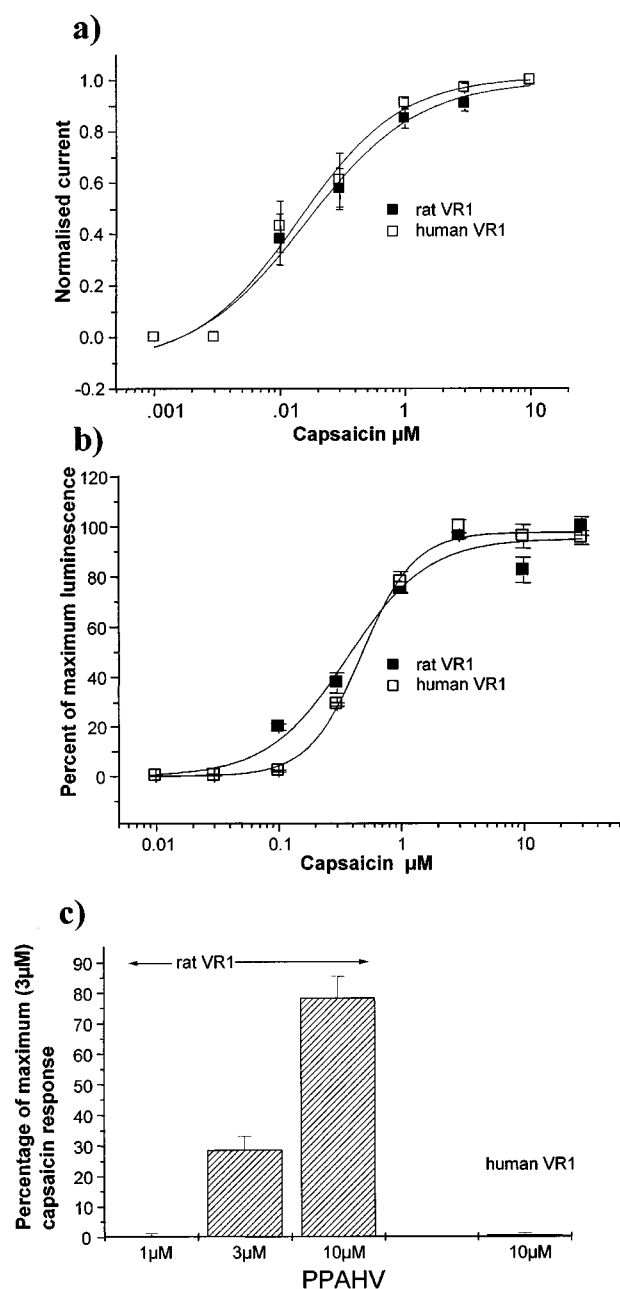 a)
Normalised current
1.0
0.8
0.6
0.4
0.2
0.0
-0.2
rat VR1
human VR1
.001 .01 .1 1 10
Capsaicin µM
b)
Percent of maximum luminescence
120
100
80
60
40
20
0
rat VR1
human VR1
0.01 0.1 1 10
Capsaicin µM
c)
Percentage of maximum (3µM)
capsaicin response
90
80
70
60
50
40
30
20
10
0
rat VR1
human VR1
1µM 3µM 10µM 10µM
PPAHV